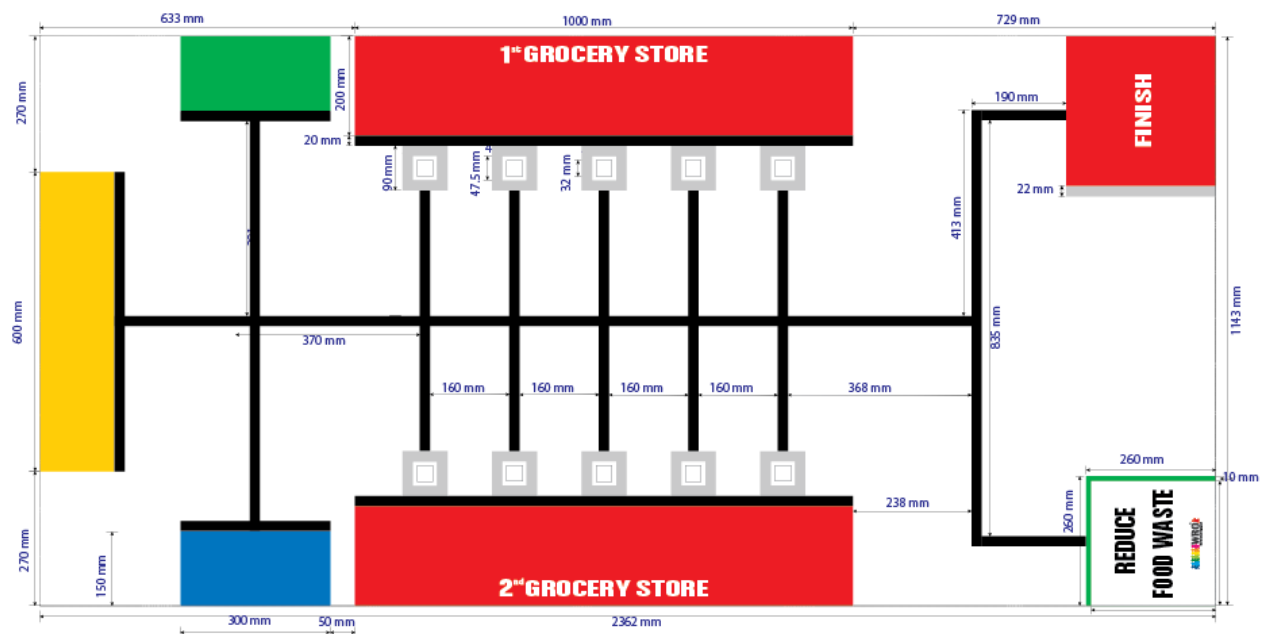 633 mm
1000 mm
729 mm
1st GROCERY STORE
FINISH
270 mm
200 mm
20 mm
90 mm
47.5 mm
4
32 mm
190 mm
22 mm
413 mm
600 mm
370 mm
835 mm
1143 mm
160 mm
160 mm
160 mm
160 mm
368 mm
260 mm
10 mm
238 mm
260 mm
REDUCE
FOOD WASTE
WRO
270 mm
150 mm
2nd GROCERY STORE
300 mm
50 mm
2362 mm